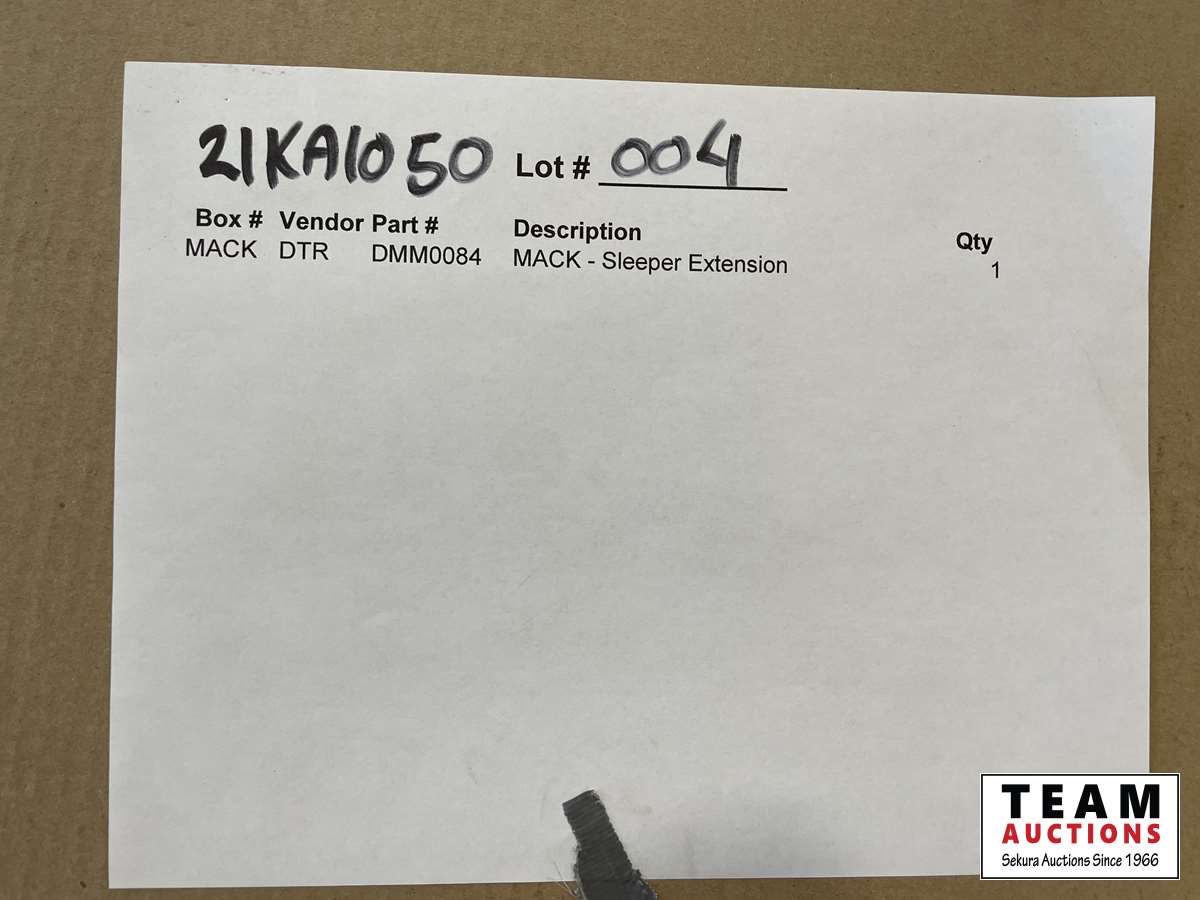 21KA1050 Lot # 004
Box # Vendor Part # Description Qty
MACK DTR DMM0084 MACK - Sleeper Extension 1
TEAM
AUCTIONS
Sekura Auctions Since 1966